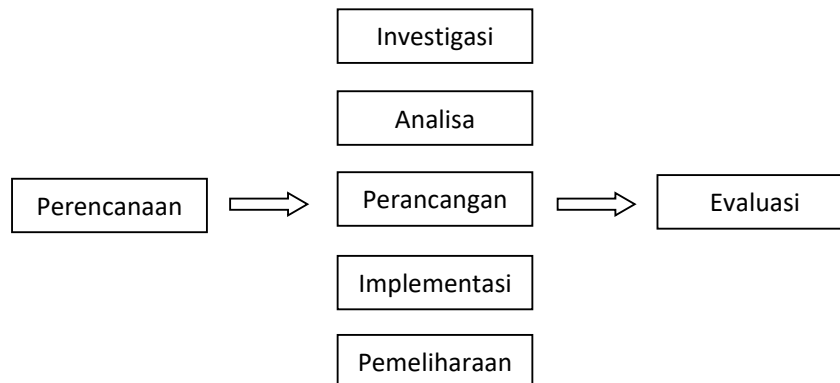 Investigasi
Analisa
Perencanaan
Perancangan
Evaluasi
Implementasi
Pemeliharaan